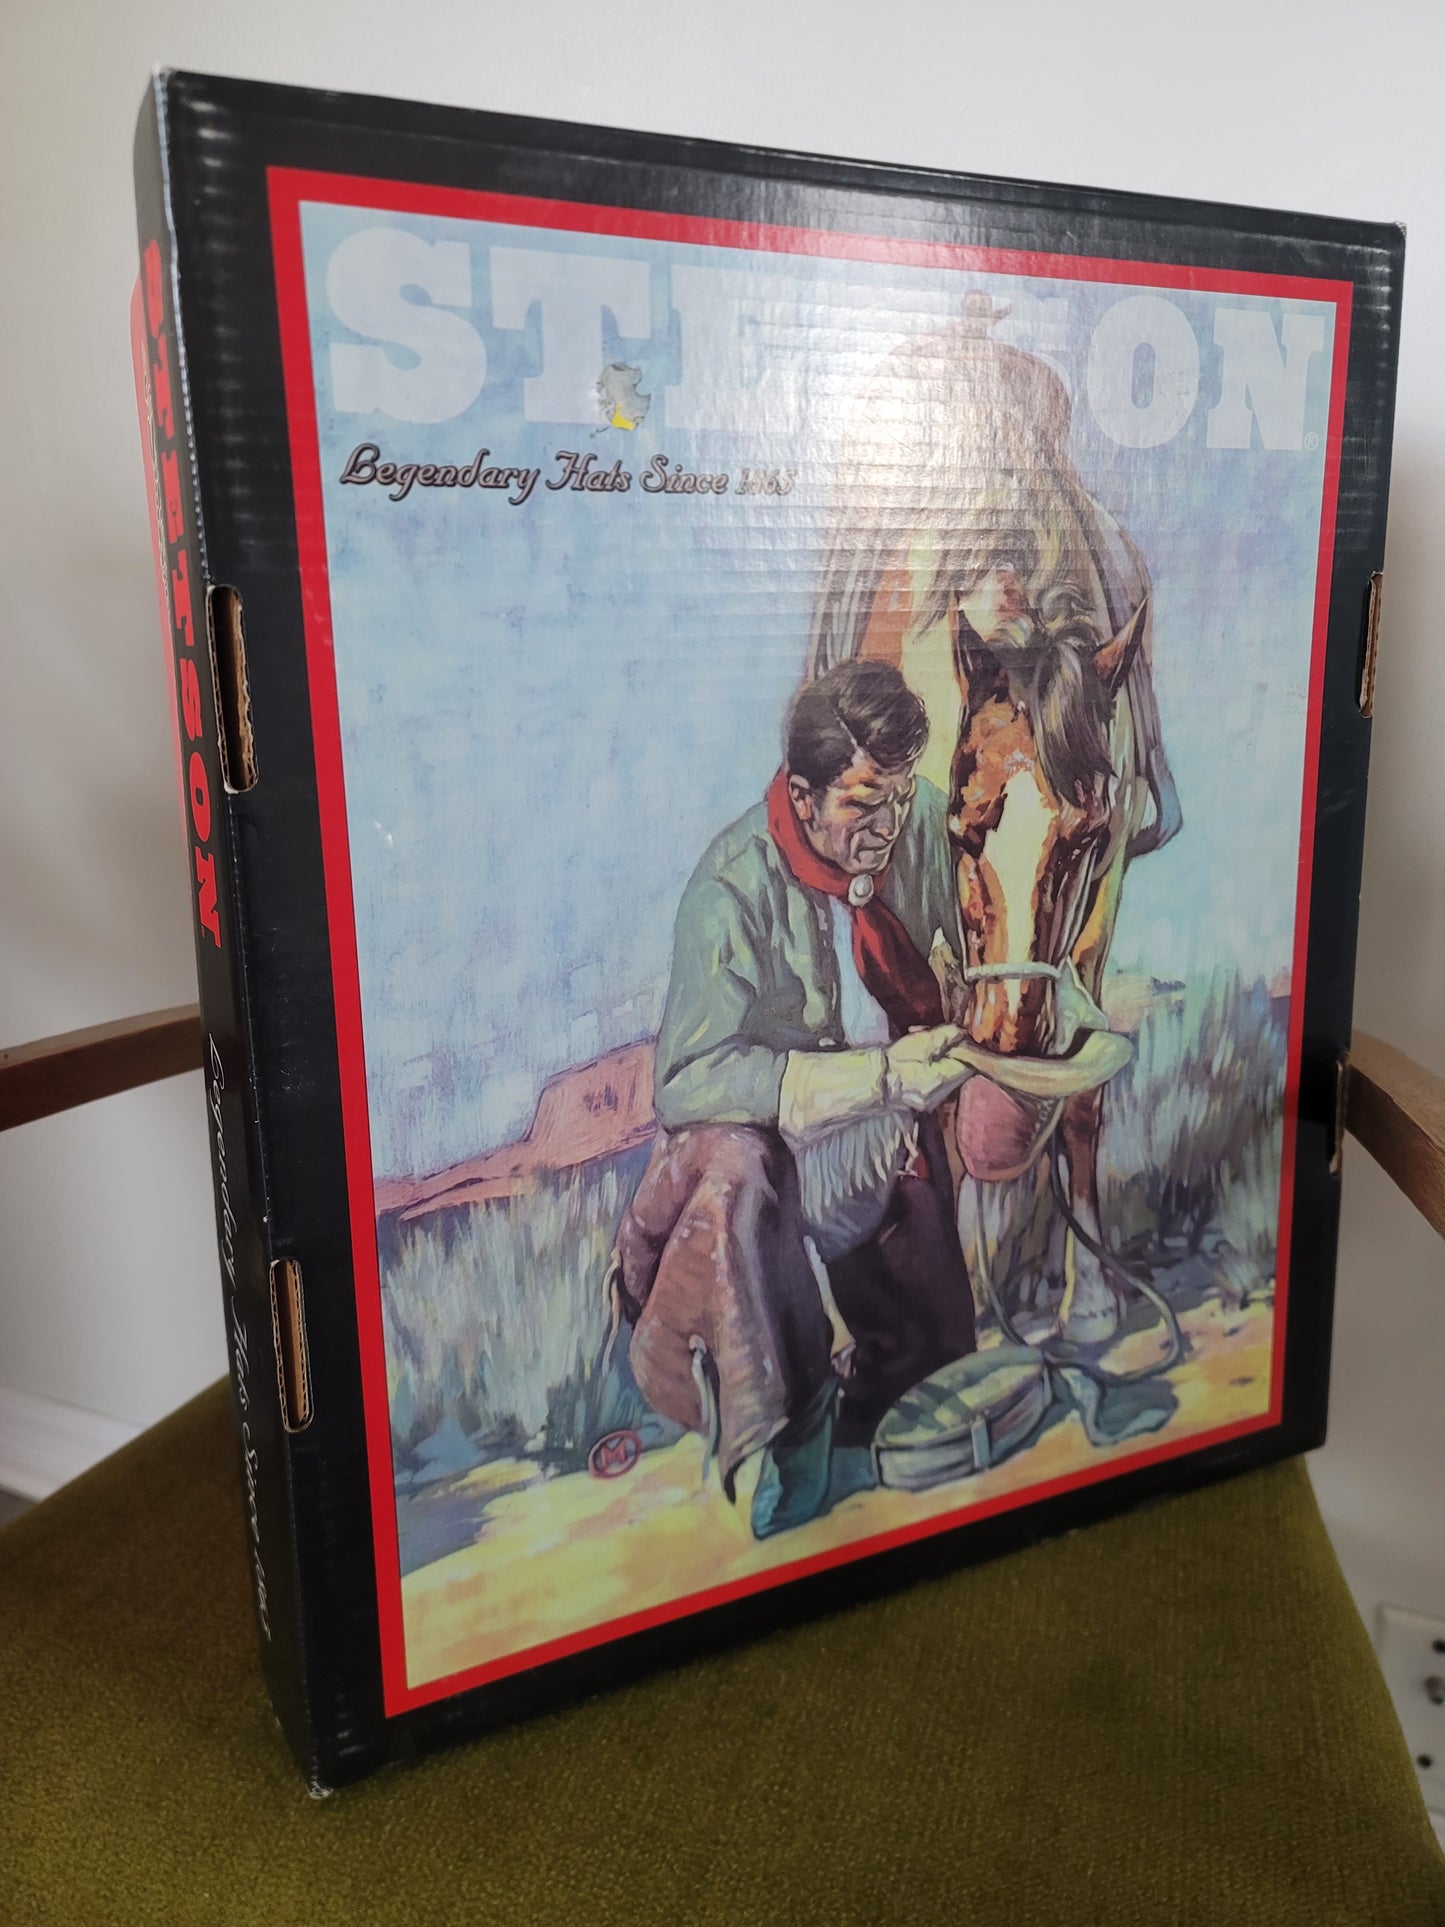 STETSON®
Legendary Hats Since 1865
STETSON
Legendary Hats Since 1865
M